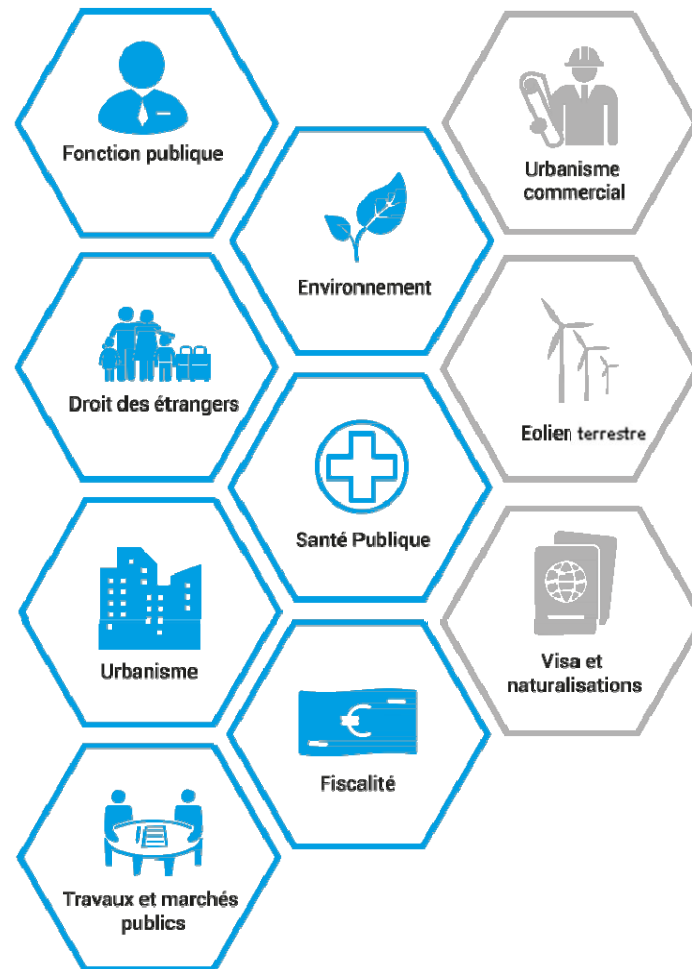 Fonction publique
Urbanisme
commercial
Environnement
Droit des étrangers
Eolien terrestre
Santé Publique
Urbanisme
Visa et
naturalisations
Fiscalité
Travaux et marchés
publics